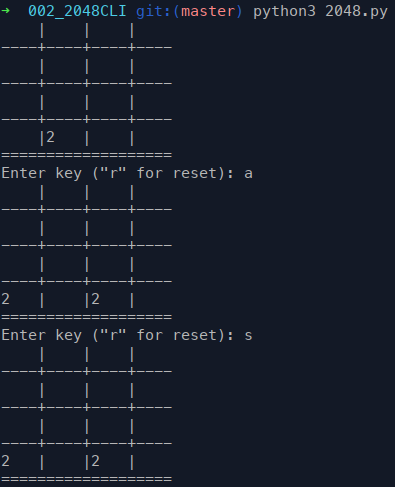 ➜  002_2048CLI git:(master) python3 2048.py
    |    |    |
----+----+----+----
    |    |    |
----+----+----+----
    |    |    |
----+----+----+----
    |2   |    |
===================
Enter key ("r" for reset): a
    |    |    |
----+----+----+----
    |    |    |
----+----+----+----
    |    |    |
----+----+----+----
2   |    |2   |
===================
Enter key ("r" for reset): s
    |    |    |
----+----+----+----
    |    |    |
----+----+----+----
    |    |    |
----+----+----+----
2   |    |2   |
===================